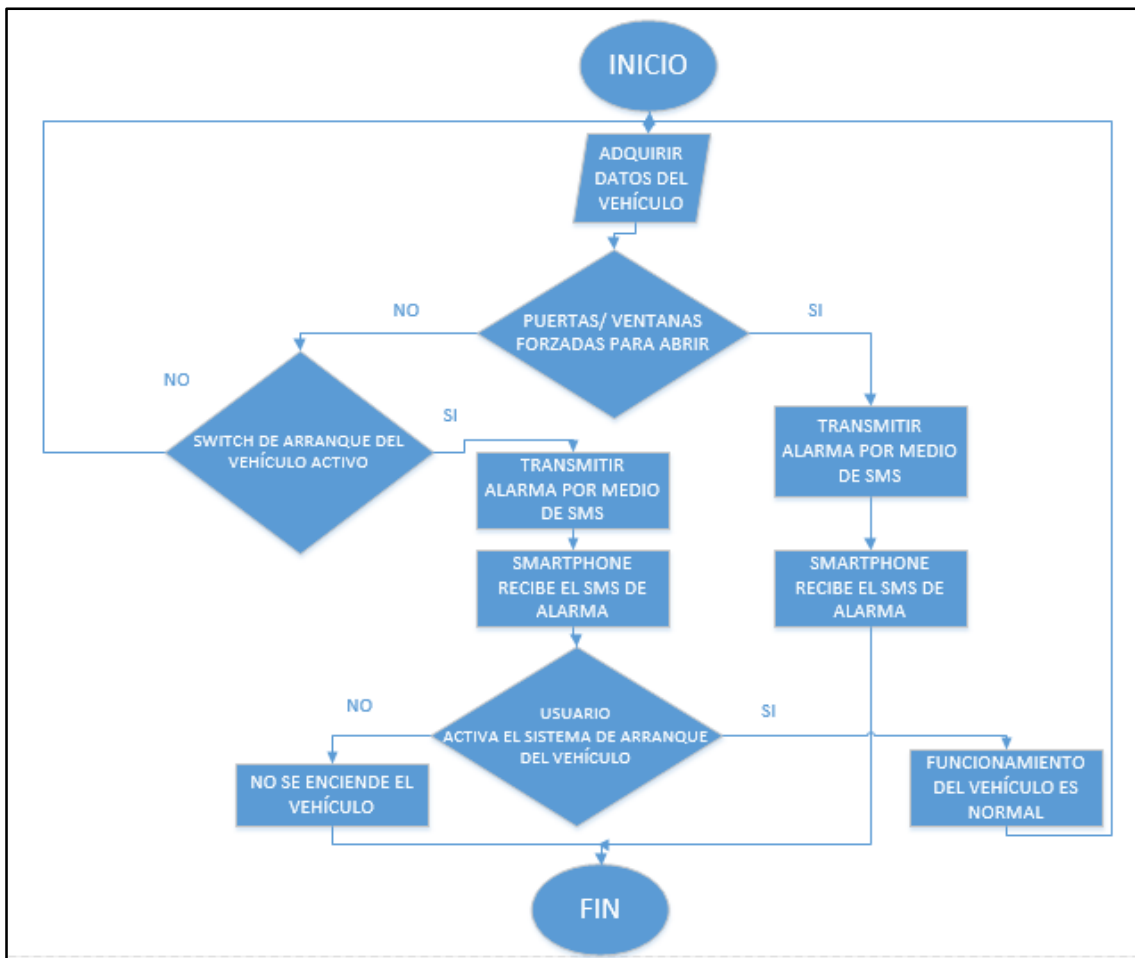 INICIO
ADQUIRIR
DATOS DEL
VEHÍCULO
NO
SI
PUERTAS/ VENTANAS
FORZADAS PARA ABRIR
NO
SI
SWITCH DE ARRANQUE DEL
VEHÍCULO ACTIVO
TRANSMITIR
ALARMA POR MEDIO
DE SMS
TRANSMITIR
ALARMA POR MEDIO
DE SMS
SMARTPHONE
RECIBE EL SMS DE
ALARMA
SMARTPHONE
RECIBE EL SMS DE
ALARMA
NO
SI
USUARIO
ACTIVA EL SISTEMA DE ARRANQUE
DEL VEHÍCULO
NO SE ENCIENDE EL
VEHÍCULO
FUNCIONAMIENTO
DEL VEHÍCULO ES
NORMAL
FIN